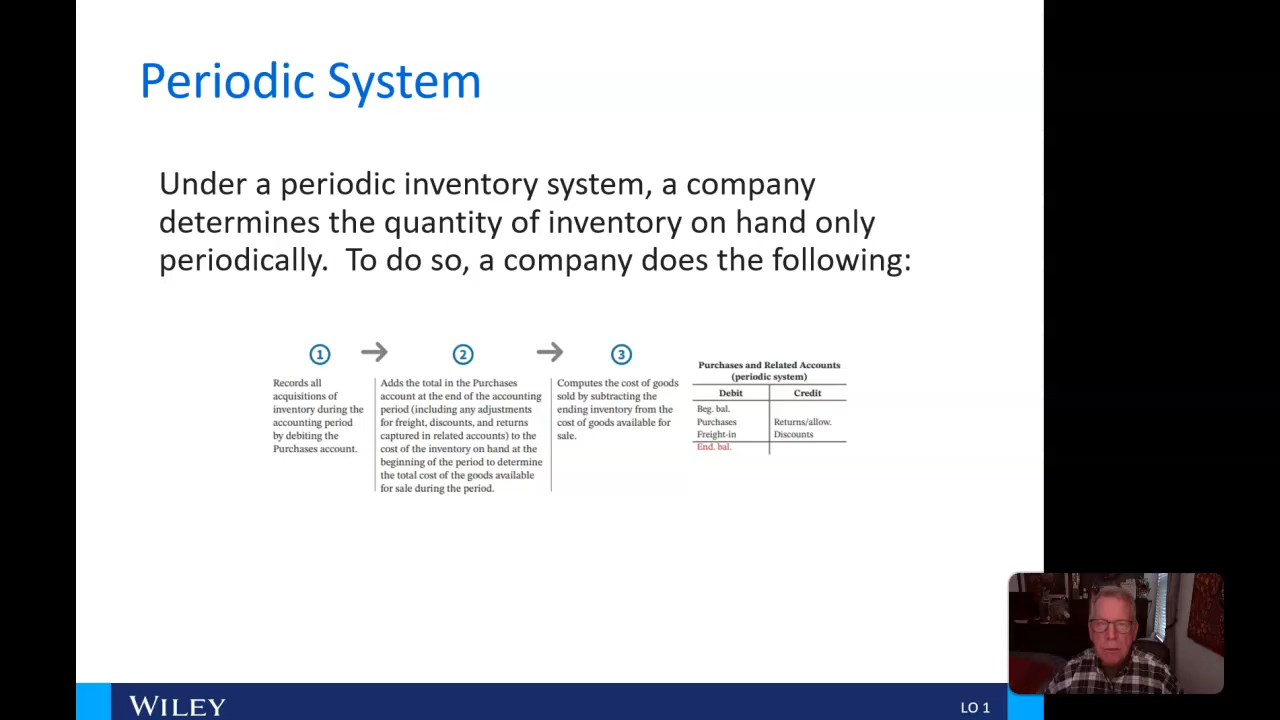 Periodic System
Under a periodic inventory system, a company
determines the quantity of inventory on hand only
periodically. To do so, a company does the following:
1
Records all
acquisitions of
inventory during the
accounting period
by debiting the
Purchases account.
2
Adds the total in the Purchases
account at the end of the accounting
period (including any adjustments
for freight, discounts, and returns
captured in related accounts) to the
cost of the inventory on hand at the
beginning of the period to determine
the total cost of the goods available
for sale during the period.
3
Computes the cost of goods
sold by subtracting the
ending inventory from the
cost of goods available for
sale.
Purchases and Related Accounts
(periodic system)
Debit Credit
Beg. bal.
Purchases Returns/allow.
Freight-in Discounts
End. bal.
WILEY
LO 1